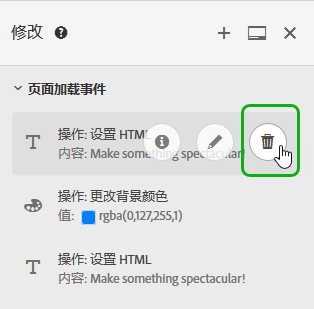 修改
页面加载事件
操作: 设置 HTML
内容: Make something spectacular!
操作: 更改背景颜色
值: rgba(0,127,255,1)
操作: 设置 HTML
内容: Make something spectacular!